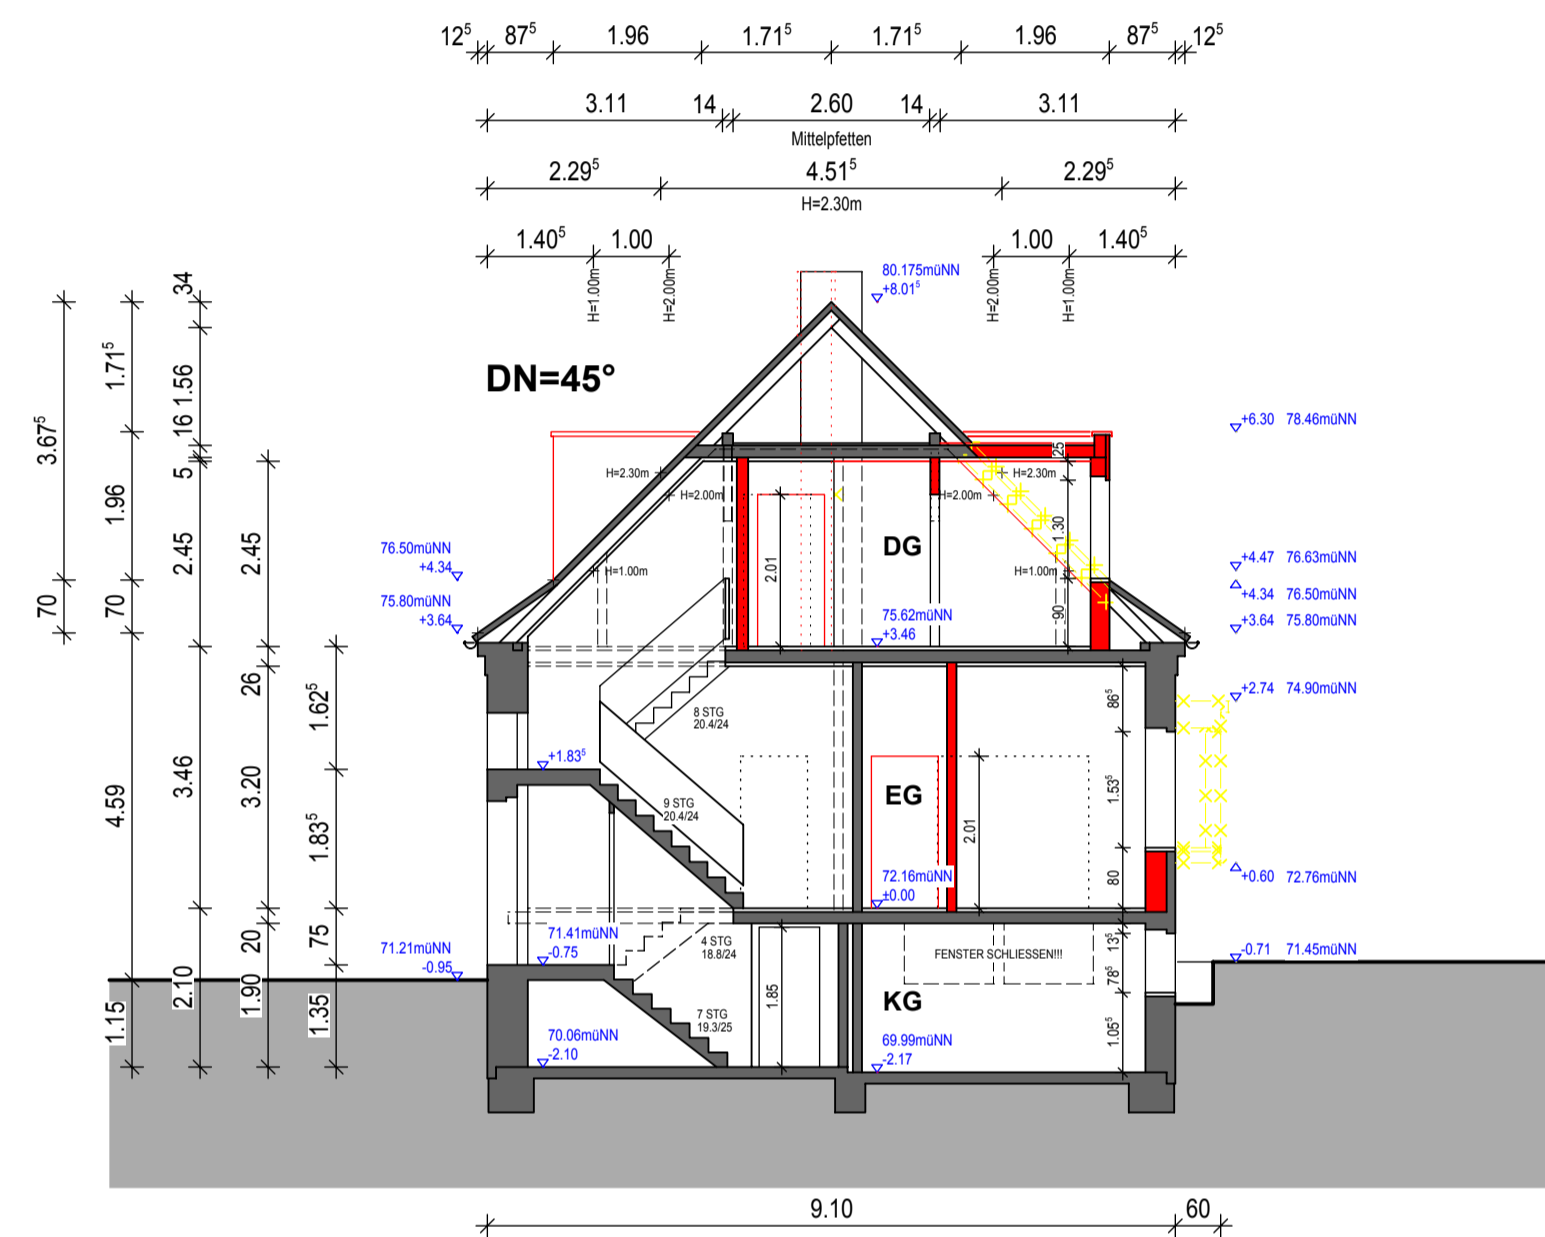 12⁵ 87⁵ 1.96 1.71⁵ 1.71⁵ 1.96 87⁵ 12⁵
3.11 14 2.60 14 3.11
Mittelpfetten
2.29⁵ 4.51⁵ 2.29⁵
H=2.30m
1.40⁵ 1.00 1.00 1.40⁵
H=1.00m H=2.00m H=2.00m H=1.00m
80.175müNN
+8.01⁵
DN=45°
34
1.71⁵
1.56
16
3.67⁵
5
1.96
2.45
2.45
70
70
26
1.62⁵
3.46
3.20
4.59
1.83⁵
20
75
2.10
1.90
1.15
1.35
+6.30 78.46müNN
25
H=2.30m H=2.30m
H=2.00m H=2.00m
1.30
DG
2.01
76.50müNN
+4.34
H=1.00m H=1.00m
+4.47 76.63müNN
+4.34 76.50müNN
75.80müNN
+3.64
75.62müNN
+3.46
90
+3.64 75.80müNN
+2.74 74.90müNN
86⁵
8 STG
20.4/24
+1.83⁵
9 STG
20.4/24
EG
1.53⁵
2.01
72.16müNN
±0.00
80
+0.60 72.76müNN
71.21müNN
-0.95
71.41müNN
-0.75
4 STG
18.8/24
FENSTER SCHLIESSEN!!!
13⁵
-0.71 71.45müNN
78⁵
1.85
KG
7 STG
19.3/25
70.06müNN
-2.10
69.99müNN
-2.17
1.05⁵
9.10 60